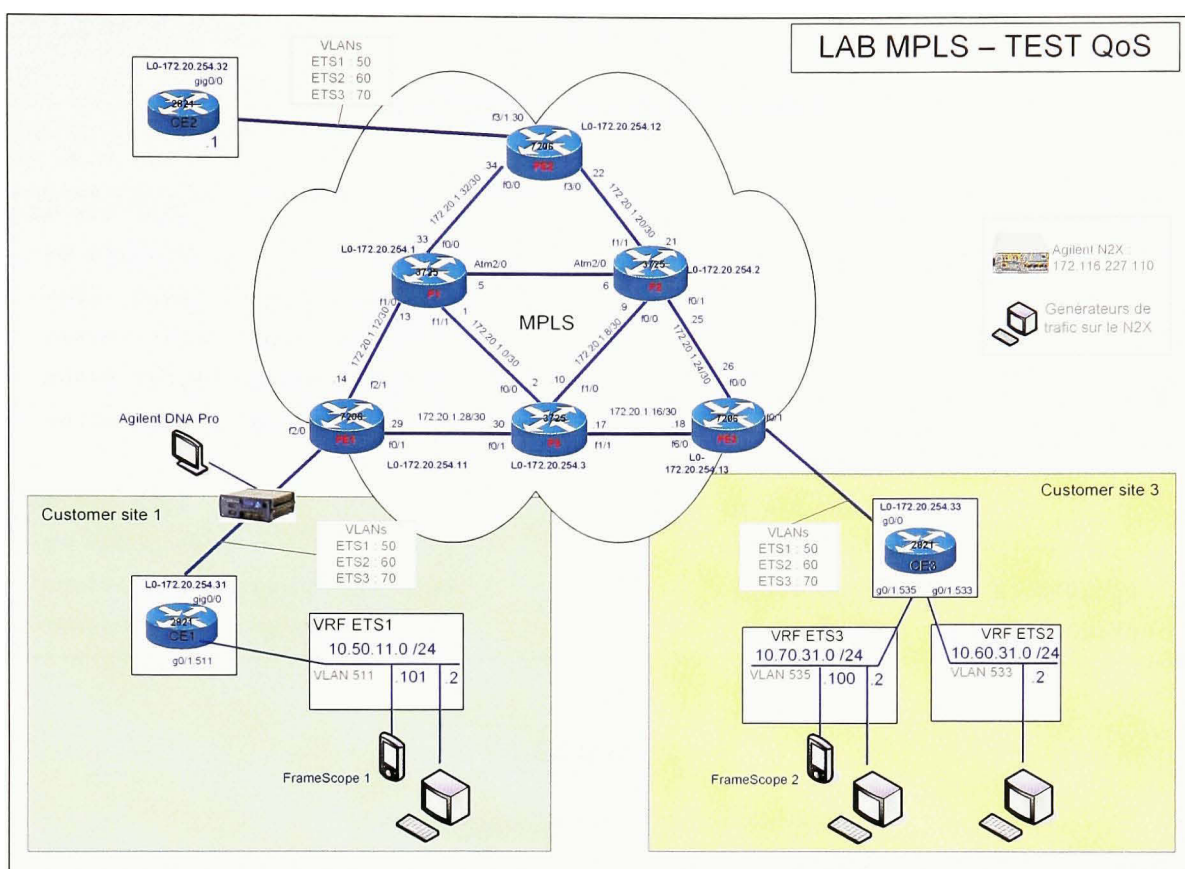 LAB MPLS – TEST QoS
VLANs
ETS1 : 50
ETS2 : 60
ETS3 : 70
L0-172.20.254.32
gig0/0
2821
CE2
.1
f3/1.30
L0-172.20.254.12
7206
PE2
.34
f0/0
.22
f3/0
172.20.1.32/30
172.20.1.20/30
.33
f0/0
L0-172.20.254.1
3725
P1
Atm2/0
5
Atm2/0
6
f1/1
.21
L0-172.20.254.2
3725
f1/0
.13
f1/1
1
MPLS
9
f0/0
f0/1
.25
172.20.1.12/30
172.20.1.0/30
172.20.1.8/30
172.20.1.24/30
Agilent N2X :
172.116.227.110
Générateurs de
trafic sur le N2X
.14
f2/1
f0/0
2
10
f1/0
.26
f0/0
Agilent DNA Pro
f2/0
7206
PE1
.29
f0/1
172.20.1.28/30
.30
f0/1
3725
.17
f1/1
172.20.1.16/30
.18
f6/0
7206
f0/1
L0-172.20.254.11
L0-172.20.254.3
L0-
172.20.254.13
Customer site 1
VLANs
ETS1 : 50
ETS2 : 60
ETS3 : 70
L0-172.20.254.31
gig0/0
2821
CE1
g0/1.511
VRF ETS1
10.50.11.0 /24
VLAN 511
.101
.2
FrameScope 1
Customer site 3
VLANs
ETS1 : 50
ETS2 : 60
ETS3 : 70
L0-172.20.254.33
g0/0
2821
CE3
g0/1.535
g0/1.533
VRF ETS3
10.70.31.0 /24
VLAN 535
.100
.2
VRF ETS2
10.60.31.0 /24
VLAN 533
.2
FrameScope 2